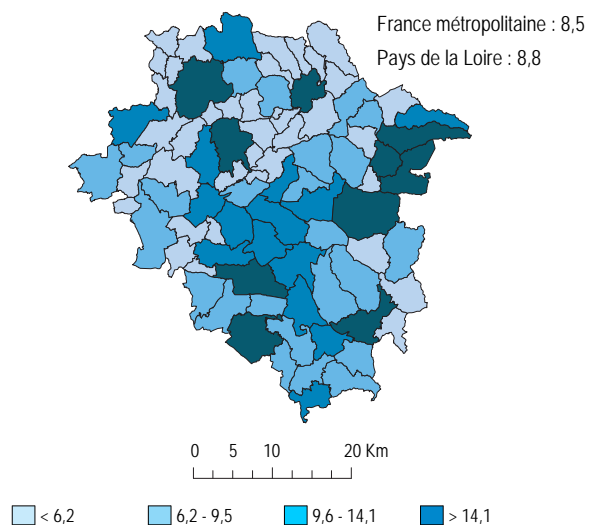 France métropolitaine : 8,5
Pays de la Loire : 8,8
0 5 10 20 Km
< 6,2 6,2 - 9,5 9,6 - 14,1 > 14,1